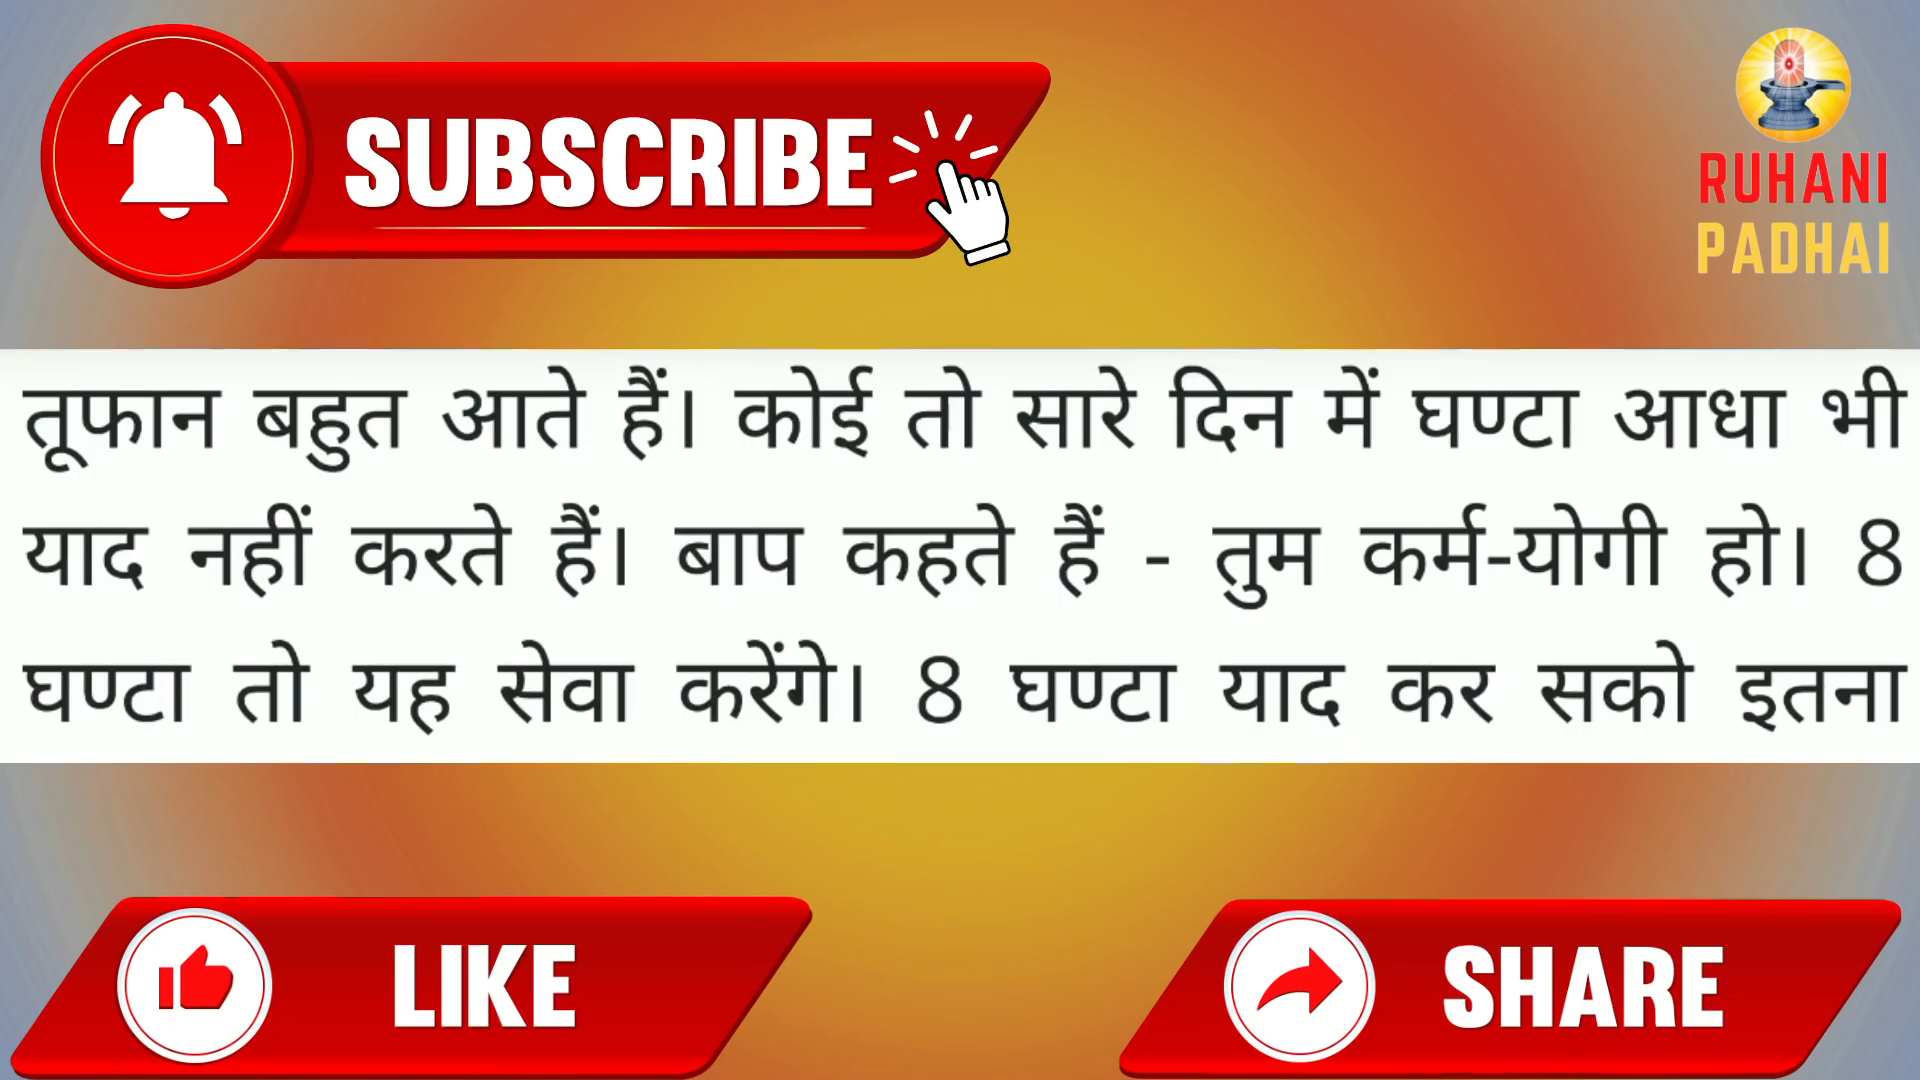 SUBSCRIBE
RUHANI
PADHAI
तूफान बहुत आते हैं। कोई तो सारे दिन में घण्टा आधा भी
याद नहीं करते हैं। बाप कहते हैं - तुम कर्म-योगी हो। 8
घण्टा तो यह सेवा करेंगे। 8 घण्टा याद कर सको इतना
LIKE
SHARE